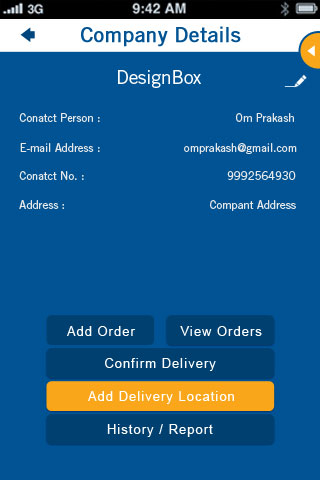 3G 9:42 AM
Company Details
DesignBox
Conatct Person : Om Prakash
E-mail Address : omprakash@gmail.com
Conatct No. : 9992564930
Address : Compant Address
Add Order View Orders
Confirm Delivery
Add Delivery Location
History / Report